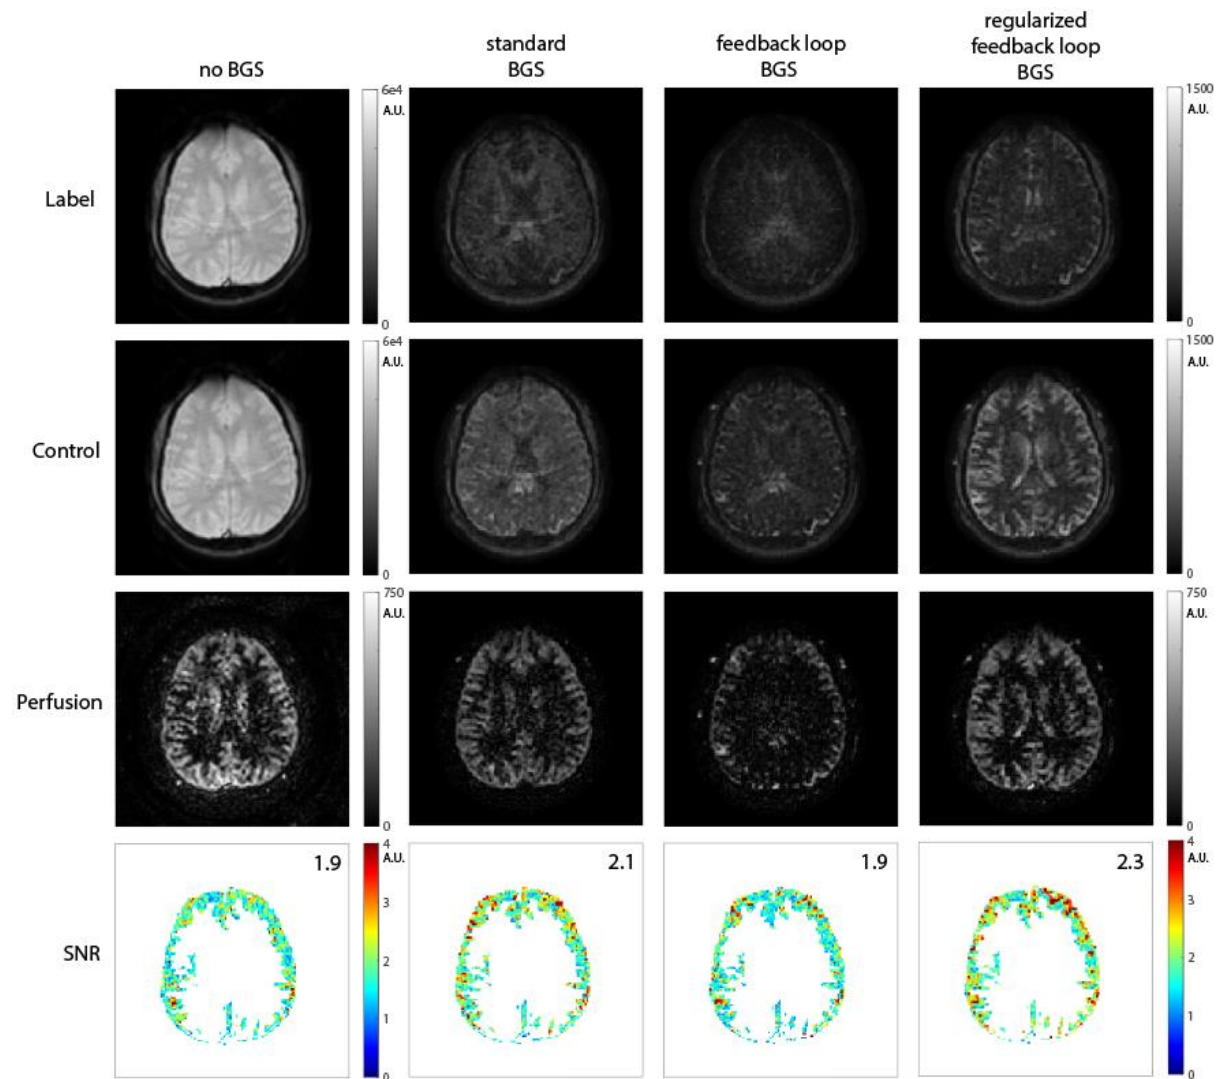 no BGS
standard
BGS
feedback loop
BGS
regularized
feedback loop
BGS
Label
6e4
A.U.
0
1500
A.U.
0
Control
6e4
A.U.
0
1500
A.U.
0
Perfusion
750
A.U.
0
750
A.U.
0
SNR
1.9
4
A.U.
3
2
1
0
2.1
1.9
2.3
4
A.U.
3
2
1
0